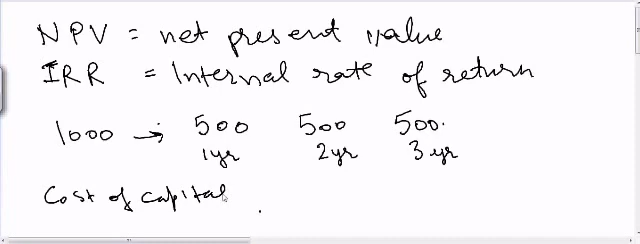 NPV = net present value
IRR = Internal rate of return
1000 → 500 500 500.
1yr 2yr 3yr
Cost of capital .